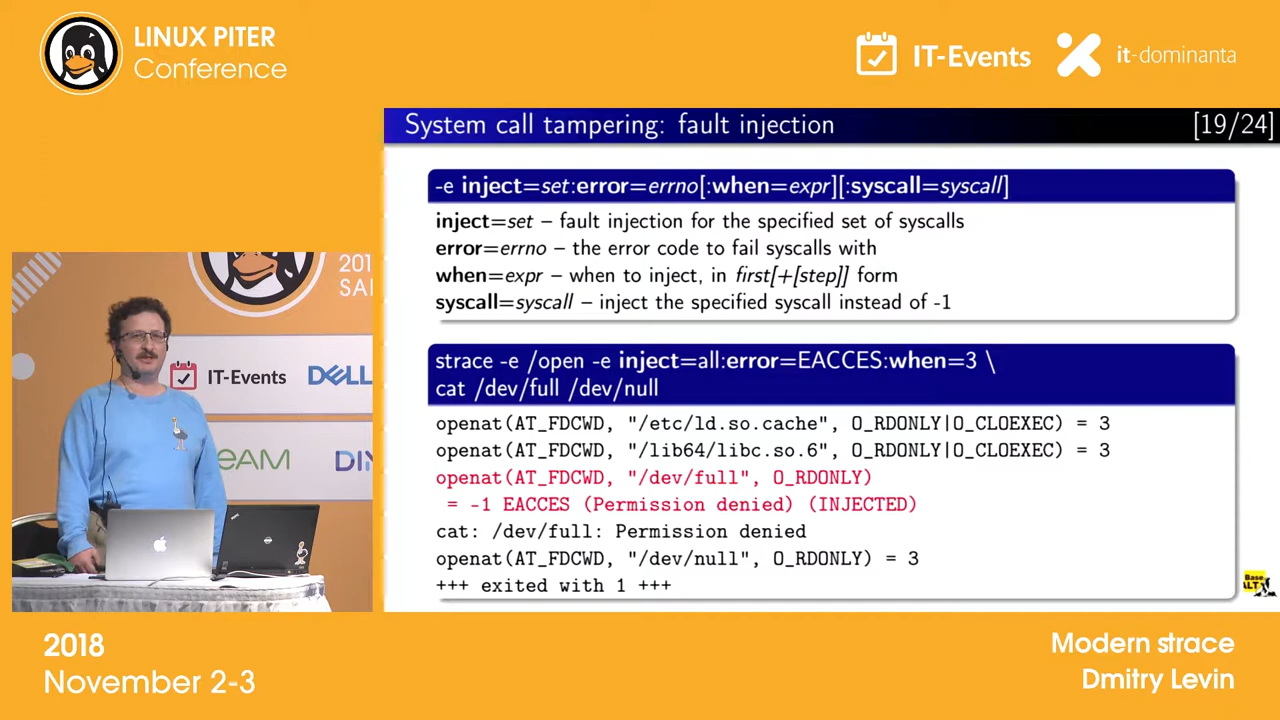 LINUX PITER
Conference
IT-Events
it-dominanta
System call tampering: fault injection
[19/24]
-e inject=set:error=errno[:when=expr][:syscall=syscall]
inject=set – fault injection for the specified set of syscalls
error=errno – the error code to fail syscalls with
when=expr – when to inject, in first[+[step]] form
syscall=syscall – inject the specified syscall instead of -1
strace -e /open -e inject=all:error=EACCES:when=3 \
cat /dev/full /dev/null
openat(AT_FDCWD, "/etc/ld.so.cache", O_RDONLY|O_CLOEXEC) = 3
openat(AT_FDCWD, "/lib64/libc.so.6", O_RDONLY|O_CLOEXEC) = 3
openat(AT_FDCWD, "/dev/full", O_RDONLY)
= -1 EACCES (Permission denied) (INJECTED)
cat: /dev/full: Permission denied
openat(AT_FDCWD, "/dev/null", O_RDONLY) = 3
+++ exited with 1 +++
Base
ALT
201
SA
IT-Events
DELL
eAM
DI
2018
November 2-3
Modern strace
Dmitry Levin